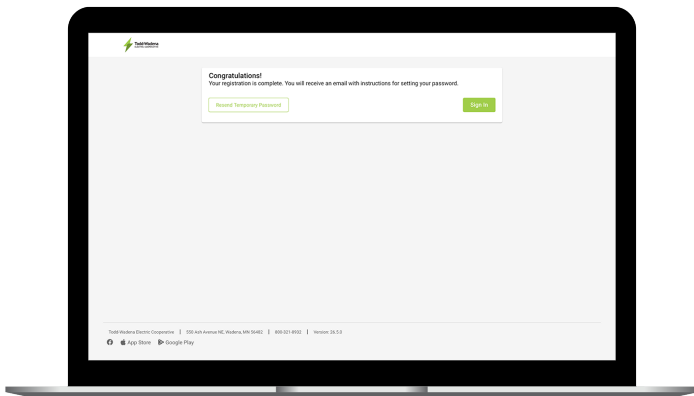 Todd-Wadena
Congratulations!
Your registration is complete. You will receive an email with instructions for setting your password.
Resend Temporary Password
Sign In
Todd-Wadena Electric Cooperative | 550 Ash Avenue NE, Wadena, MN 56482 | 800-321-8932 | Version: 26.5.0
App Store Google Play